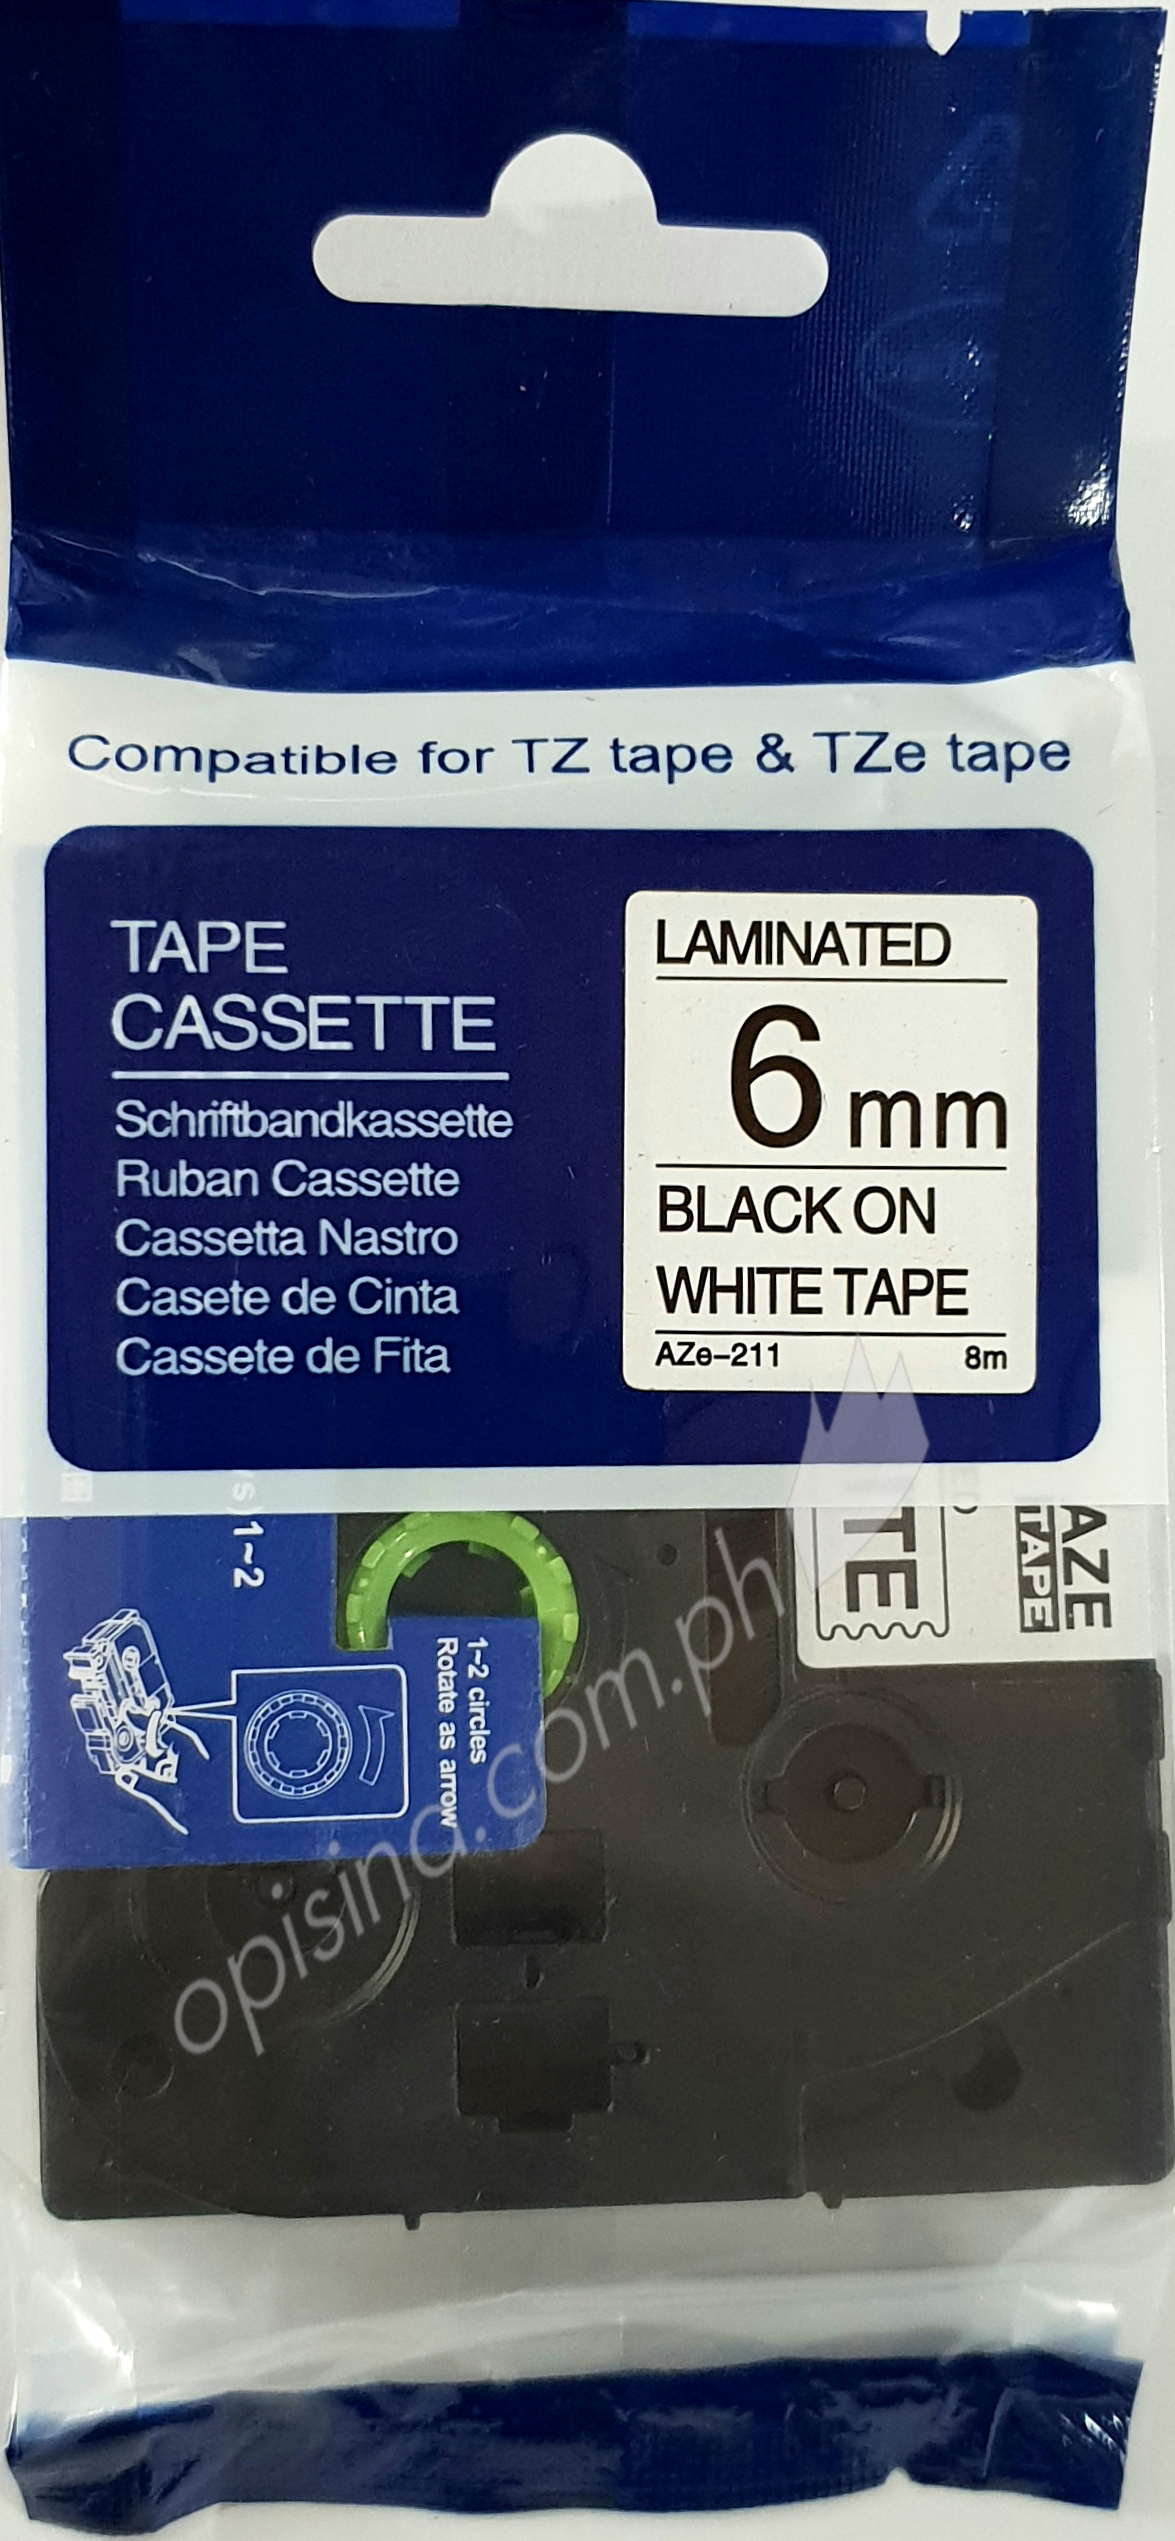 Compatible for TZ tape & TZe tape
TAPE
CASSETTE
Schriftbandkassette
Ruban Cassette
Cassetta Nastro
Casete de Cinta
Cassete de Fita
LAMINATED
6 mm
BLACK ON
WHITE TAPE
AZe-211 8m
1~2
AZE
TAPE
1~2 circles
Rotate as arrow
opisina.com.ph